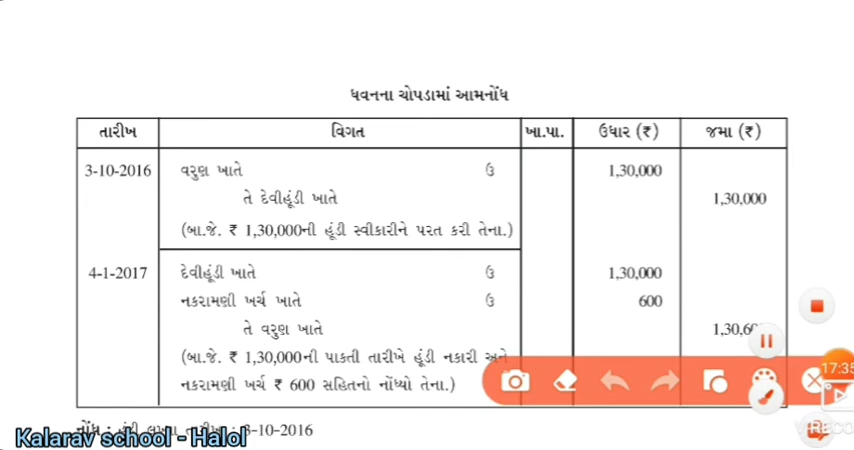 ધવનના ચોપડામાં આમનોંધ
તારીખ વિગત ખા.પા. ઉધાર (₹) જમા (₹)
3-10-2016 વરુણ ખાતે ઉ 1,30,000
તે દેવીહૂંડી ખાતે 1,30,000
(બા.જે. ₹ 1,30,000ની હૂંડી સ્વીકારીને પરત કરી તેના.)
4-1-2017 દેવીહૂંડી ખાતે ઉ 1,30,000
નકરામણી ખર્ચ ખાતે ઉ 600
તે વરુણ ખાતે
(બા.જે. ₹ 1,30,000ની પાકતી તારીખે હૂંડી નકારી અને
નકરામણી ખર્ચ ₹ 600 સહિતનો નોંધ્યો તેના.)
17:35
3-10-2016
Kalarav school - Halol